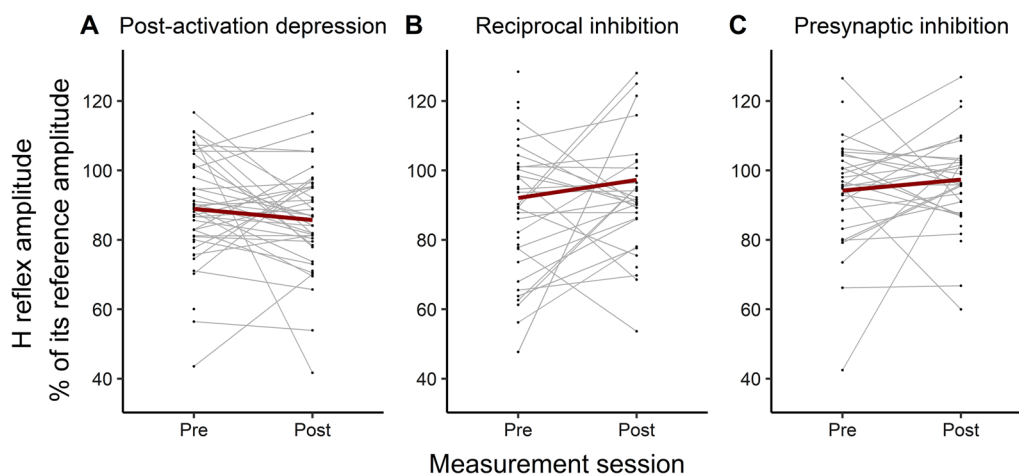 A Post-activation depression
B Reciprocal inhibition
C Presynaptic inhibition
H reflex amplitude
% of its reference amplitude
120
100
80
60
40
Pre Post
120
100
80
60
40
Pre Post
120
100
80
60
40
Pre Post
Measurement session